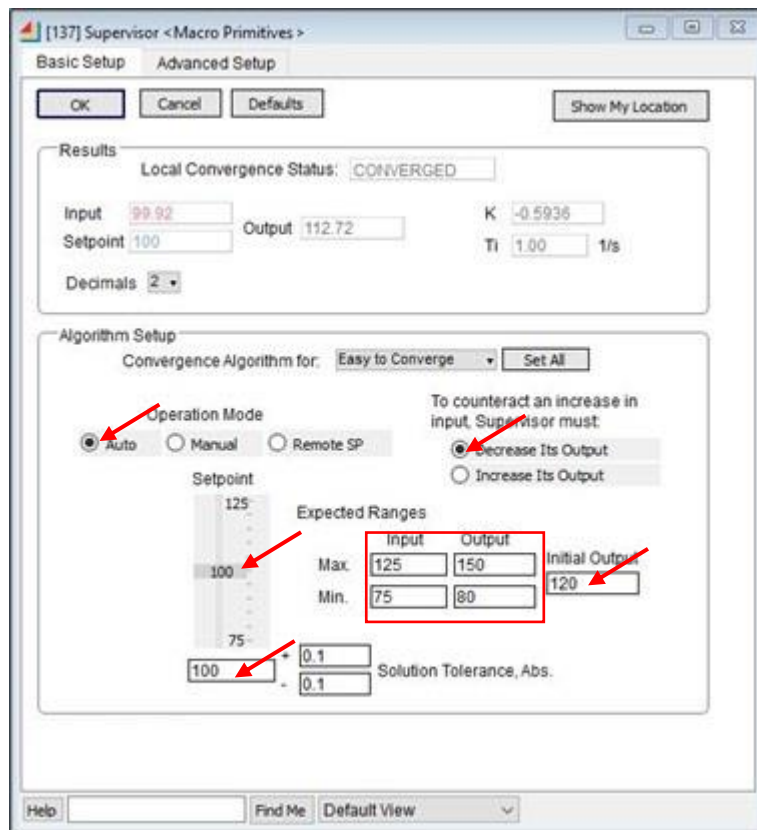 [137] Supervisor <Macro Primitives >
Basic Setup Advanced Setup
OK Cancel Defaults Show My Location
Results
Local Convergence Status: CONVERGED
Input 99.92
Output 112.72
K -0.5936
Setpoint 100
Ti 1.00 1/s
Decimals 2
Algorithm Setup
Convergence Algorithm for: Easy to Converge Set All
To counteract an increase in
Operation Mode
input, Supervisor must:
Auto Manual Remote SP
Decrease Its Output
Increase Its Output
Setpoint
125
Expected Ranges
Input Output
Initial Output
100
Max. 125 150
120
Min. 75 80
75
100 + 0.1
- 0.1
Solution Tolerance, Abs.
Help Find Me Default View